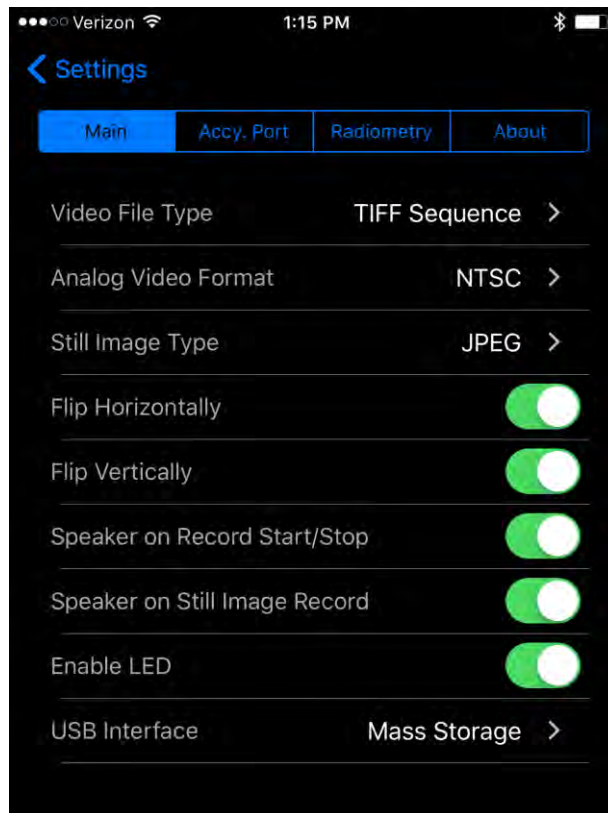 Verizon 1:15 PM
Settings
Main Accy. Port Radiometry About
Video File Type TIFF Sequence
Analog Video Format NTSC
Still Image Type JPEG
Flip Horizontally
Flip Vertically
Speaker on Record Start/Stop
Speaker on Still Image Record
Enable LED
USB Interface Mass Storage